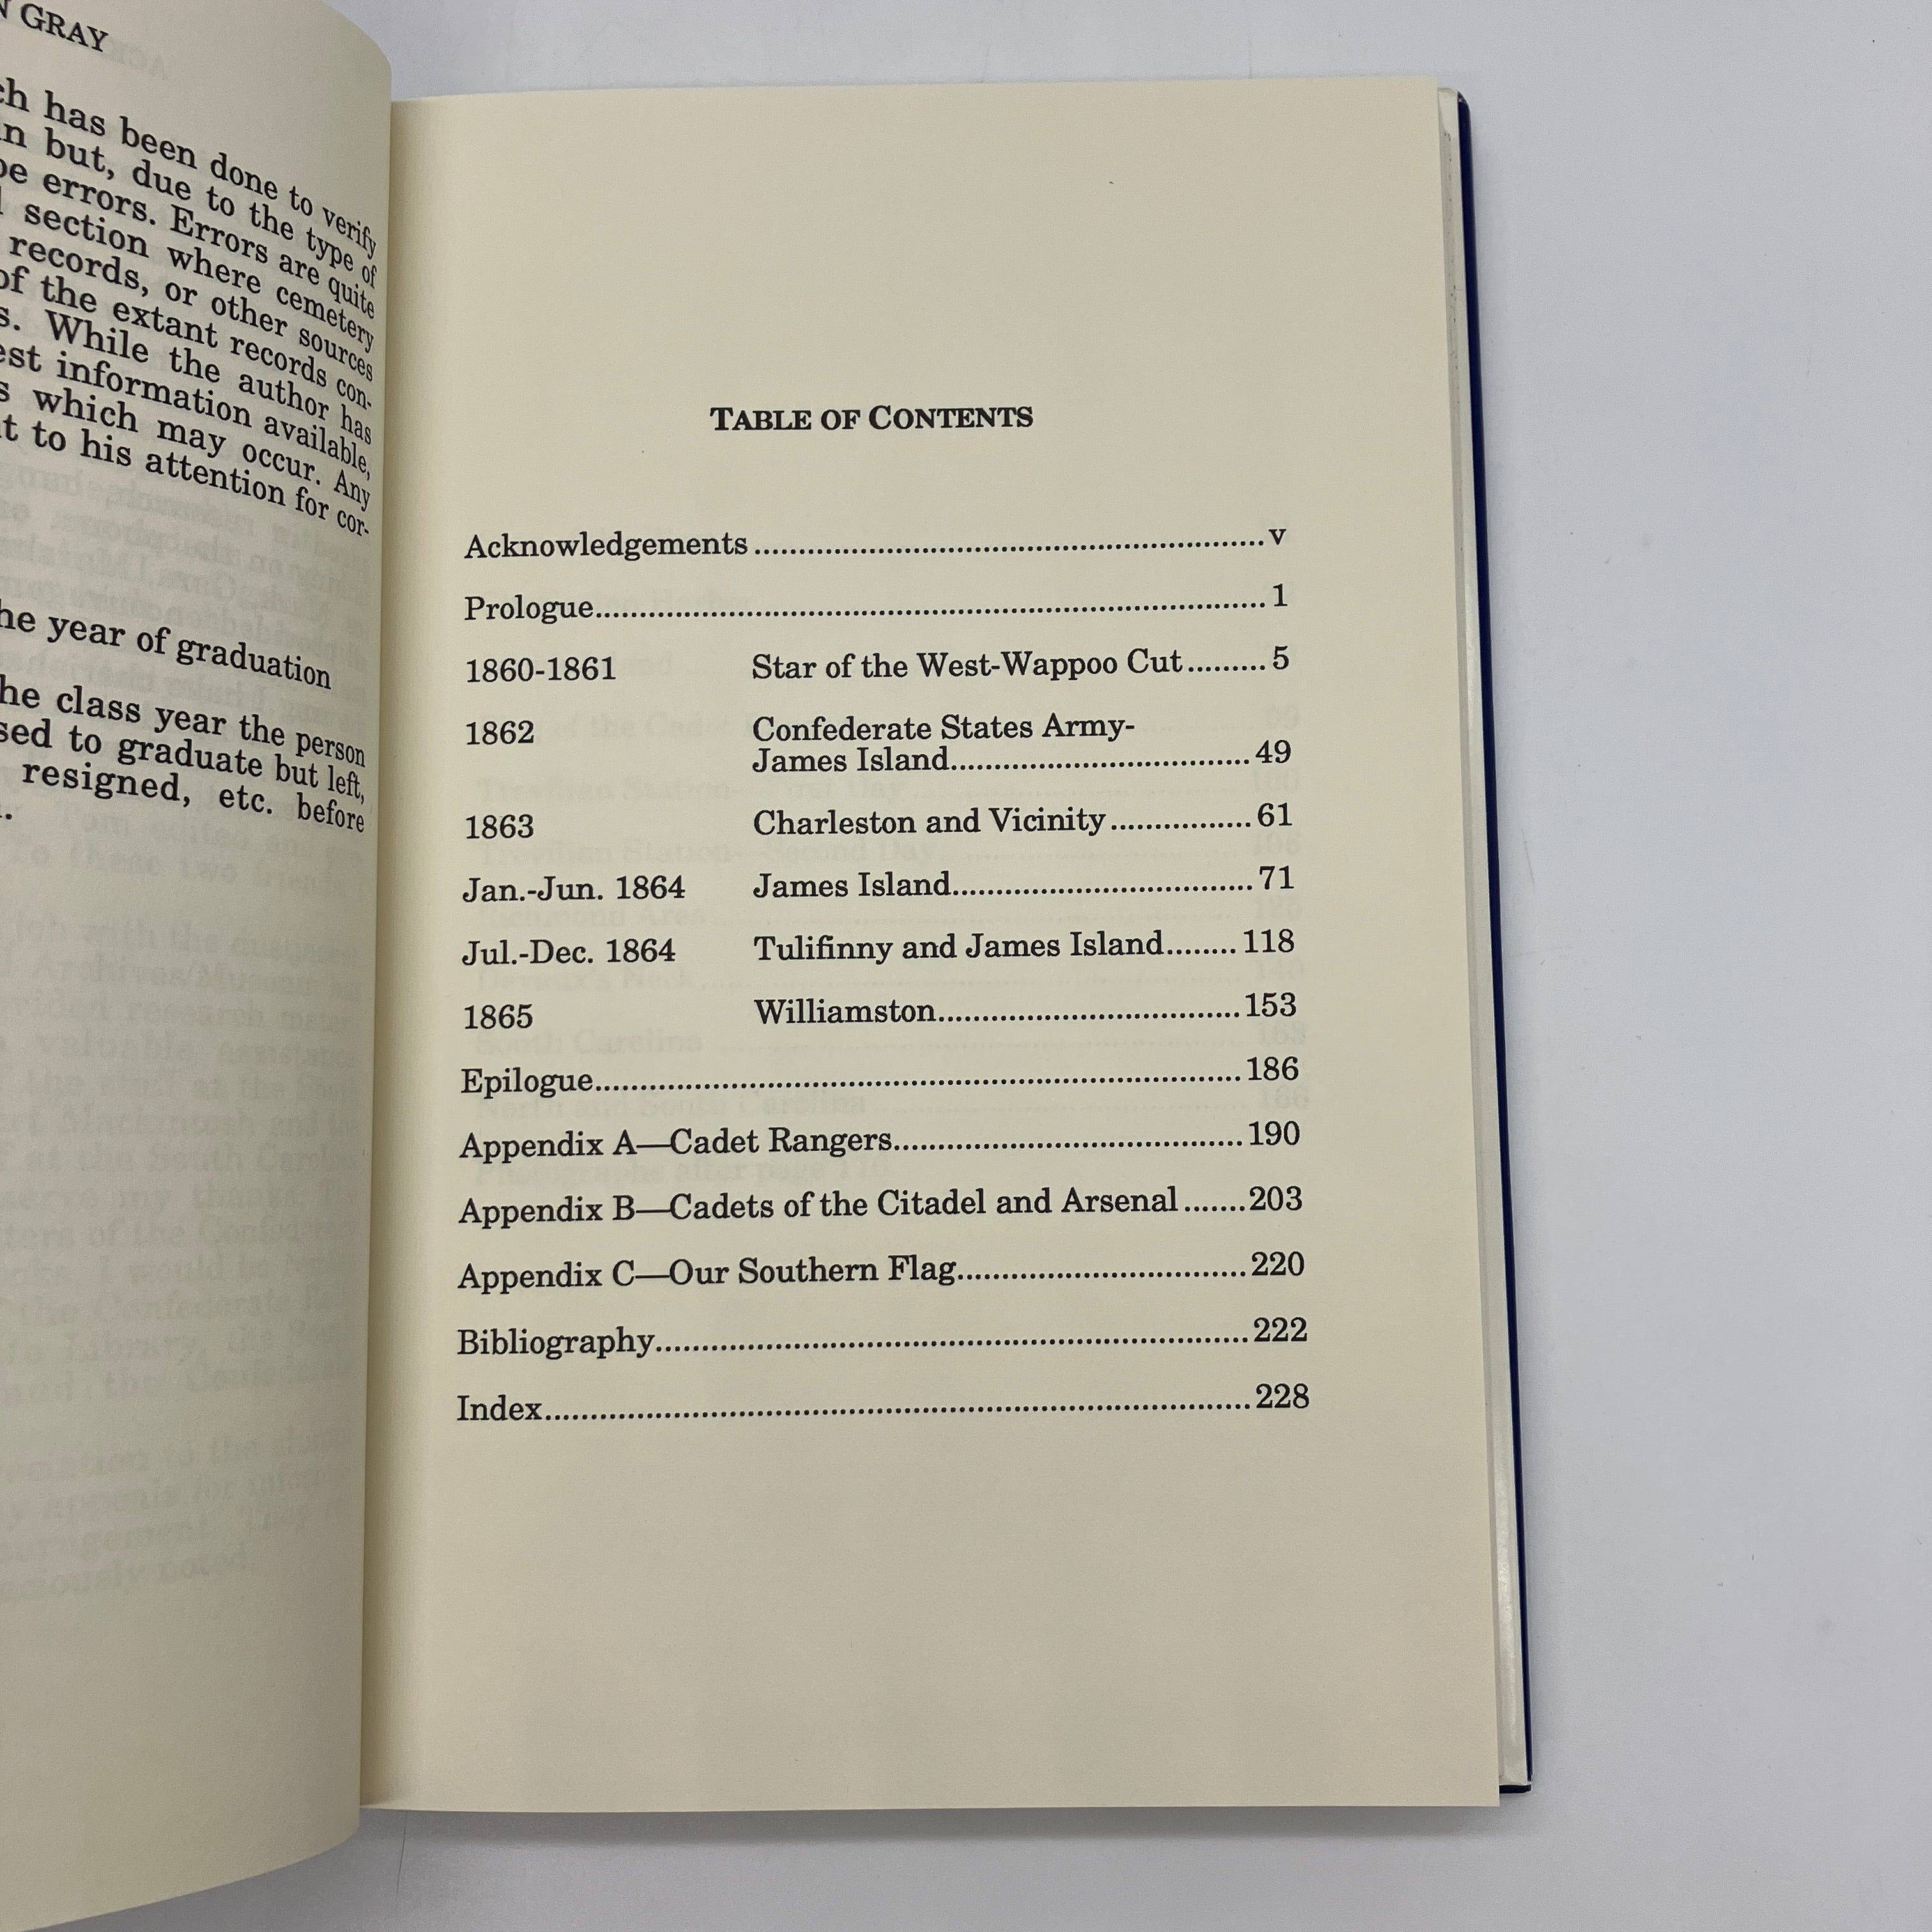 GRAY
has been done to verify
but, due to the type of
errors. Errors are quite
section where cemetery
records, or other sources
of the extant records con-
While the author has
information available,
which may occur. Any
to his attention for cor-
year of graduation
class year the person
to graduate but left,
resigned, etc. before
TABLE OF CONTENTS
Acknowledgements.........................................................v
Prologue...........................................................................1
1860-1861 Star of the West-Wappoo Cut.........5
1862 Confederate States Army-
James Island.................................49
1863 Charleston and Vicinity................61
Jan.-Jun. 1864 James Island.................................71
Jul.-Dec. 1864 Tulifinny and James Island........118
1865 Williamston..................................153
Epilogue........................................................................186
Appendix A—Cadet Rangers.......................................190
Appendix B—Cadets of the Citadel and Arsenal.......203
Appendix C—Our Southern Flag................................220
Bibliography..................................................................222
Index...............................................................................228